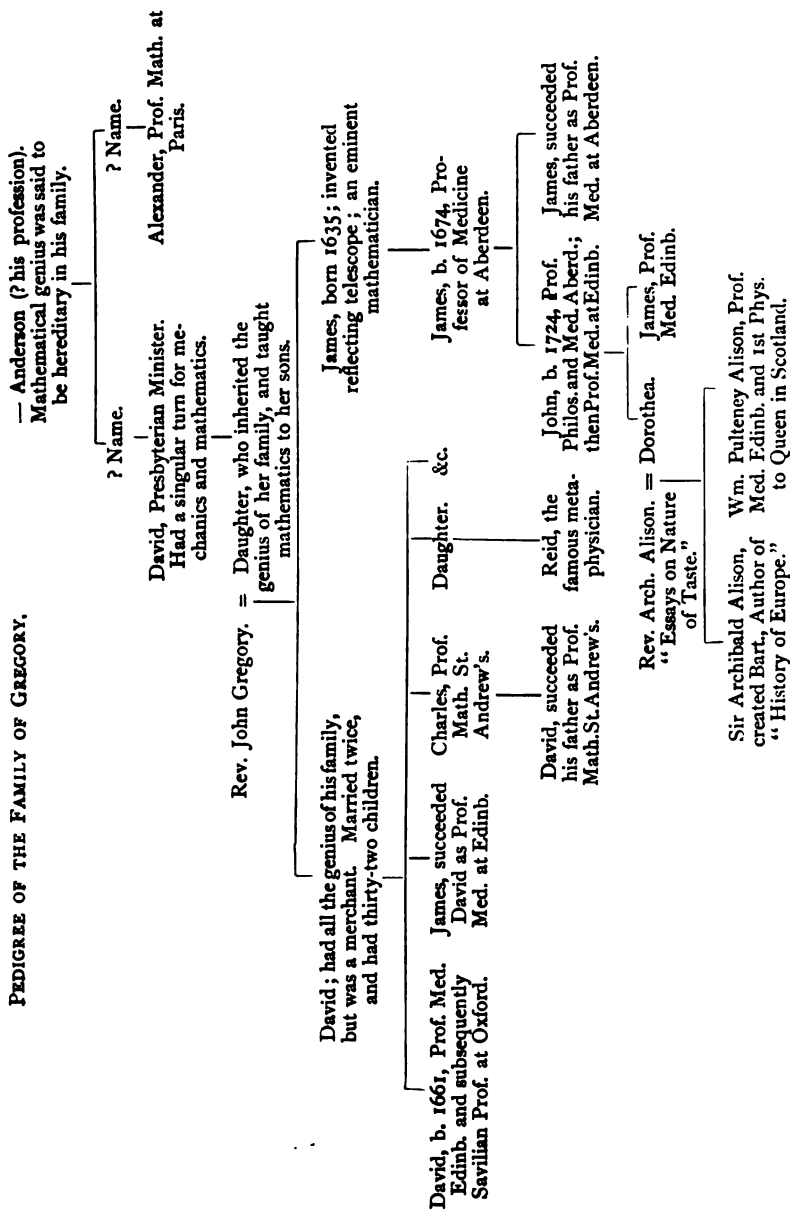 PEDIGREE OF THE FAMILY OF GREGORY.
— Anderson (? his profession).
Mathematical genius was said to
be hereditary in his family.
? Name.
? Name.
David, Presbyterian Minister.
Had a singular turn for me-
chanics and mathematics.
Alexander, Prof. Math. at
Paris.
Rev. John Gregory. = Daughter, who inherited the
genius of her family, and taught
mathematics to her sons.
David; had all the genius of his family,
but was a merchant. Married twice,
and had thirty-two children.
James, born 1635; invented
reflecting telescope; an eminent
mathematician.
David, b. 1661, Prof. Med.
Edinb. and subsequently
Savilian Prof. at Oxford.
James, succeeded
David as Prof.
Med. at Edinb.
Charles, Prof.
Math. St.
Andrew's.
Daughter. &c.
James, b. 1674, Pro-
fessor of Medicine
at Aberdeen.
David, succeeded
his father as Prof.
Math. St. Andrew's.
Reid, the
famous meta-
physician.
John, b. 1724, Prof.
Philos. and Med. Aberd.;
then Prof. Med. at Edinb.
James, succeeded
his father as Prof.
Med. at Aberdeen.
Rev. Arch. Alison. = Dorothea.
"Essays on Nature
of Taste."
James, Prof.
Med. Edinb.
Sir Archibald Alison,
created Bart., Author of
"History of Europe."
Wm. Pulteney Alison, Prof.
Med. Edinb. and 1st Phys.
to Queen in Scotland.